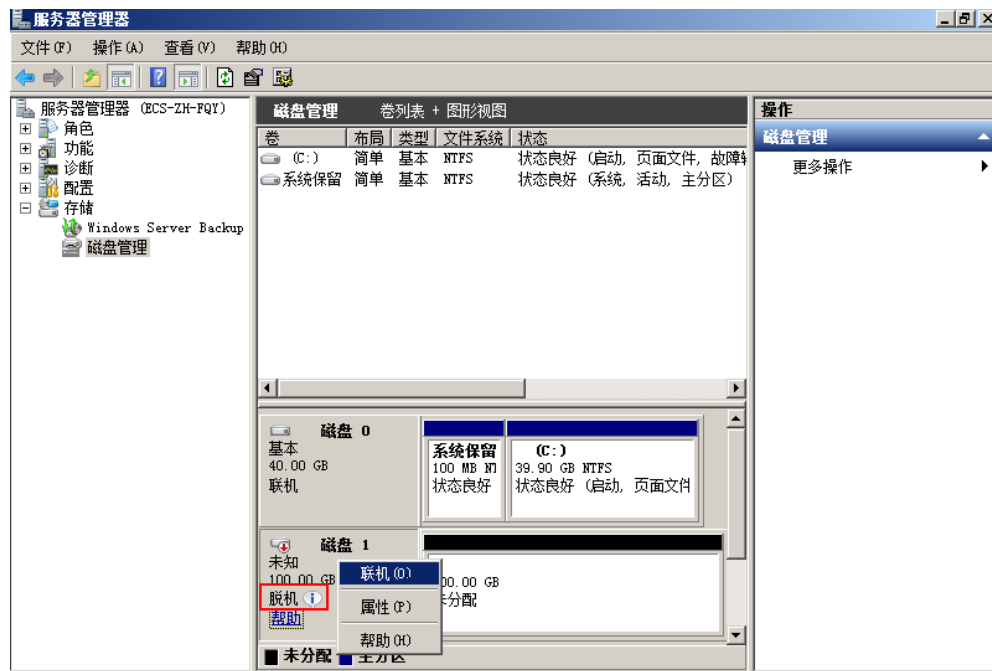 服务器管理器
文件(F) 操作(A) 查看(V) 帮助(H)
服务器管理器 (ECS-ZH-FQY)
角色
功能
诊断
配置
存储
Windows Server Backup
磁盘管理
磁盘管理 卷列表 + 图形视图
卷 布局 类型 文件系统 状态
(C:) 简单 基本 NTFS 状态良好 (启动, 页面文件, 故障
系统保留 简单 基本 NTFS 状态良好 (系统, 活动, 主分区)
磁盘 0
基本
40.00 GB
联机
系统保留
100 MB NT
状态良好
(C:)
39.90 GB NTFS
状态良好 (启动, 页面文件
磁盘 1
未知
100.00 GB
脱机
帮助
00.00 GB
未分配
联机(O)
属性(P)
帮助(H)
未分配 主分区
操作
磁盘管理
更多操作